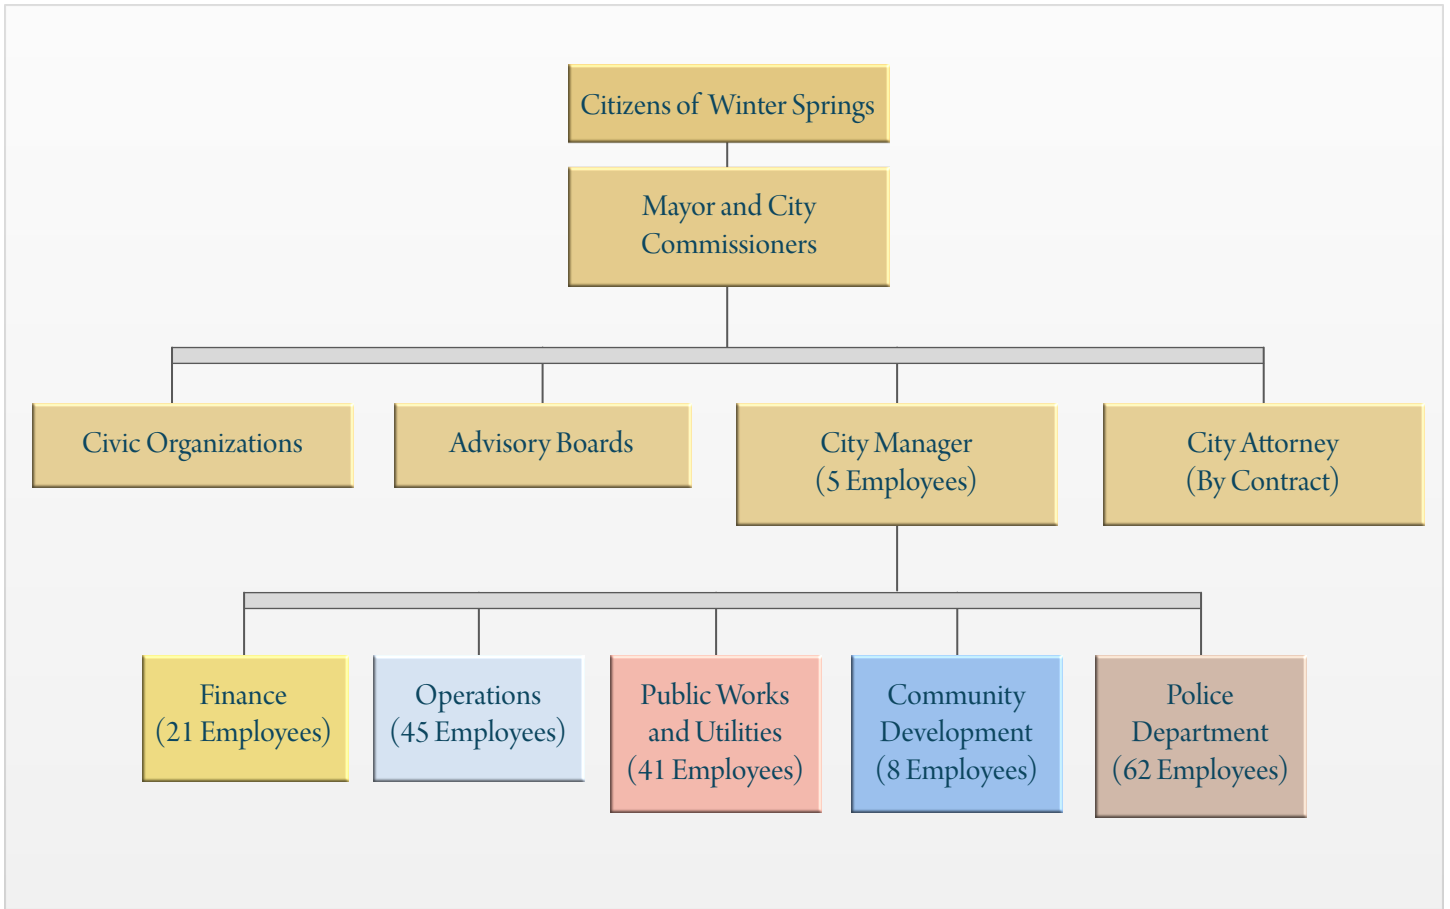 Citizens of Winter Springs
Mayor and City
Commissioners
Civic Organizations
Advisory Boards
City Manager
(5 Employees)
City Attorney
(By Contract)
Finance
(21 Employees)
Operations
(45 Employees)
Public Works
and Utilities
(41 Employees)
Community
Development
(8 Employees)
Police
Department
(62 Employees)